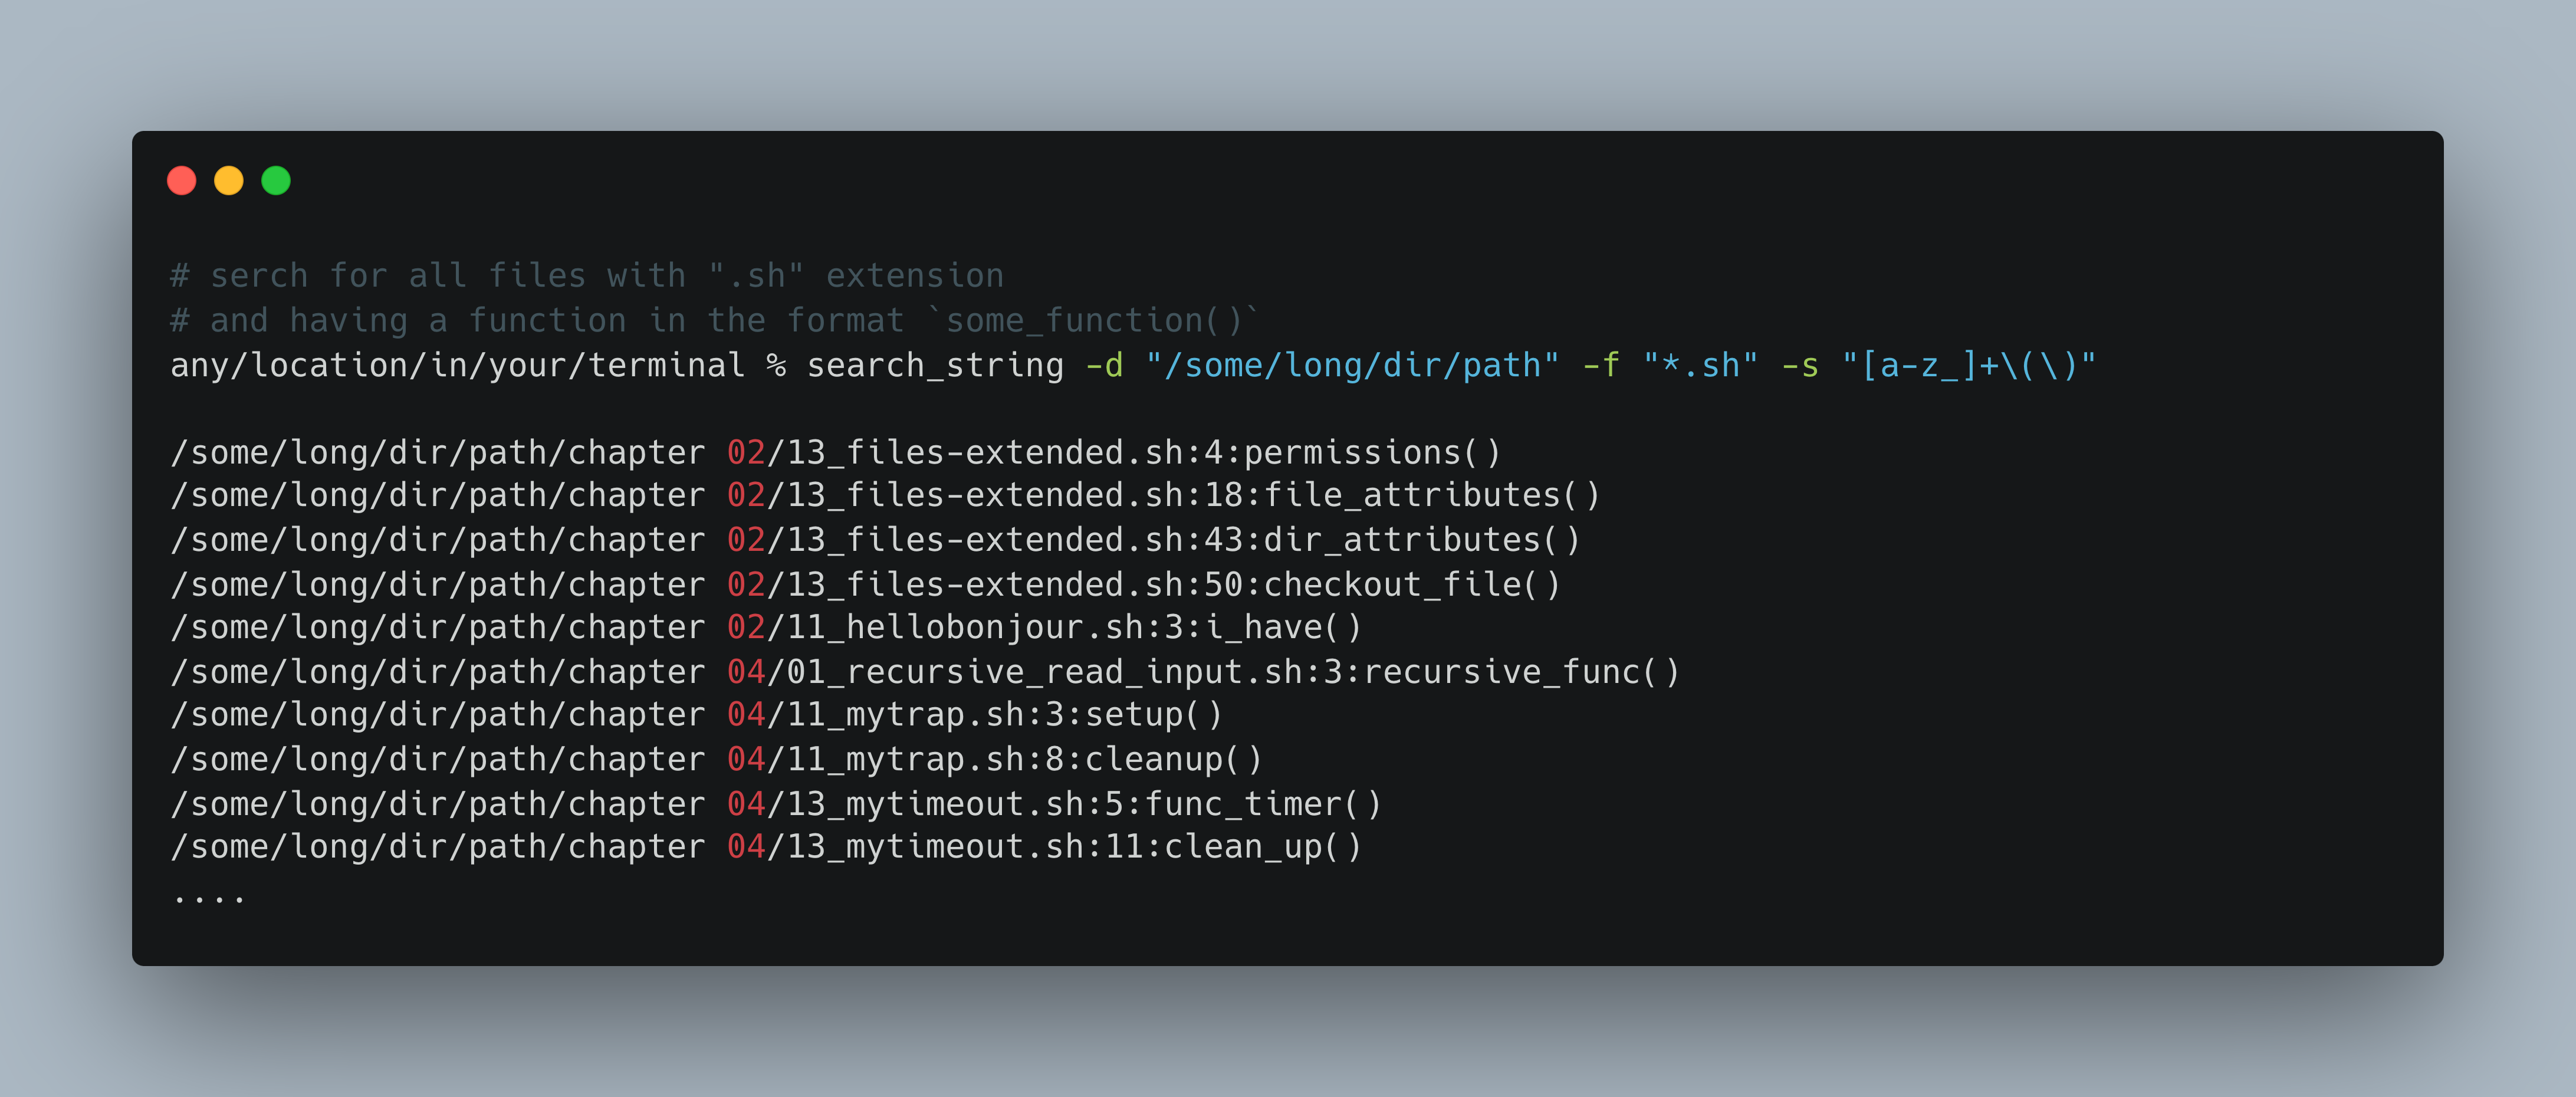 # serch for all files with ".sh" extension
# and having a function in the format `some_function()`
any/location/in/your/terminal % search_string -d "/some/long/dir/path" -f "*.sh" -s "[a-z_]+\(\)"
/some/long/dir/path/chapter 02/13_files-extended.sh:4:permissions()
/some/long/dir/path/chapter 02/13_files-extended.sh:18:file_attributes()
/some/long/dir/path/chapter 02/13_files-extended.sh:43:dir_attributes()
/some/long/dir/path/chapter 02/13_files-extended.sh:50:checkout_file()
/some/long/dir/path/chapter 02/11_hellobonjour.sh:3:i_have()
/some/long/dir/path/chapter 04/01_recursive_read_input.sh:3:recursive_func()
/some/long/dir/path/chapter 04/11_mytrap.sh:3:setup()
/some/long/dir/path/chapter 04/11_mytrap.sh:8:cleanup()
/some/long/dir/path/chapter 04/13_mytimeout.sh:5:func_timer()
/some/long/dir/path/chapter 04/13_mytimeout.sh:11:clean_up()
....